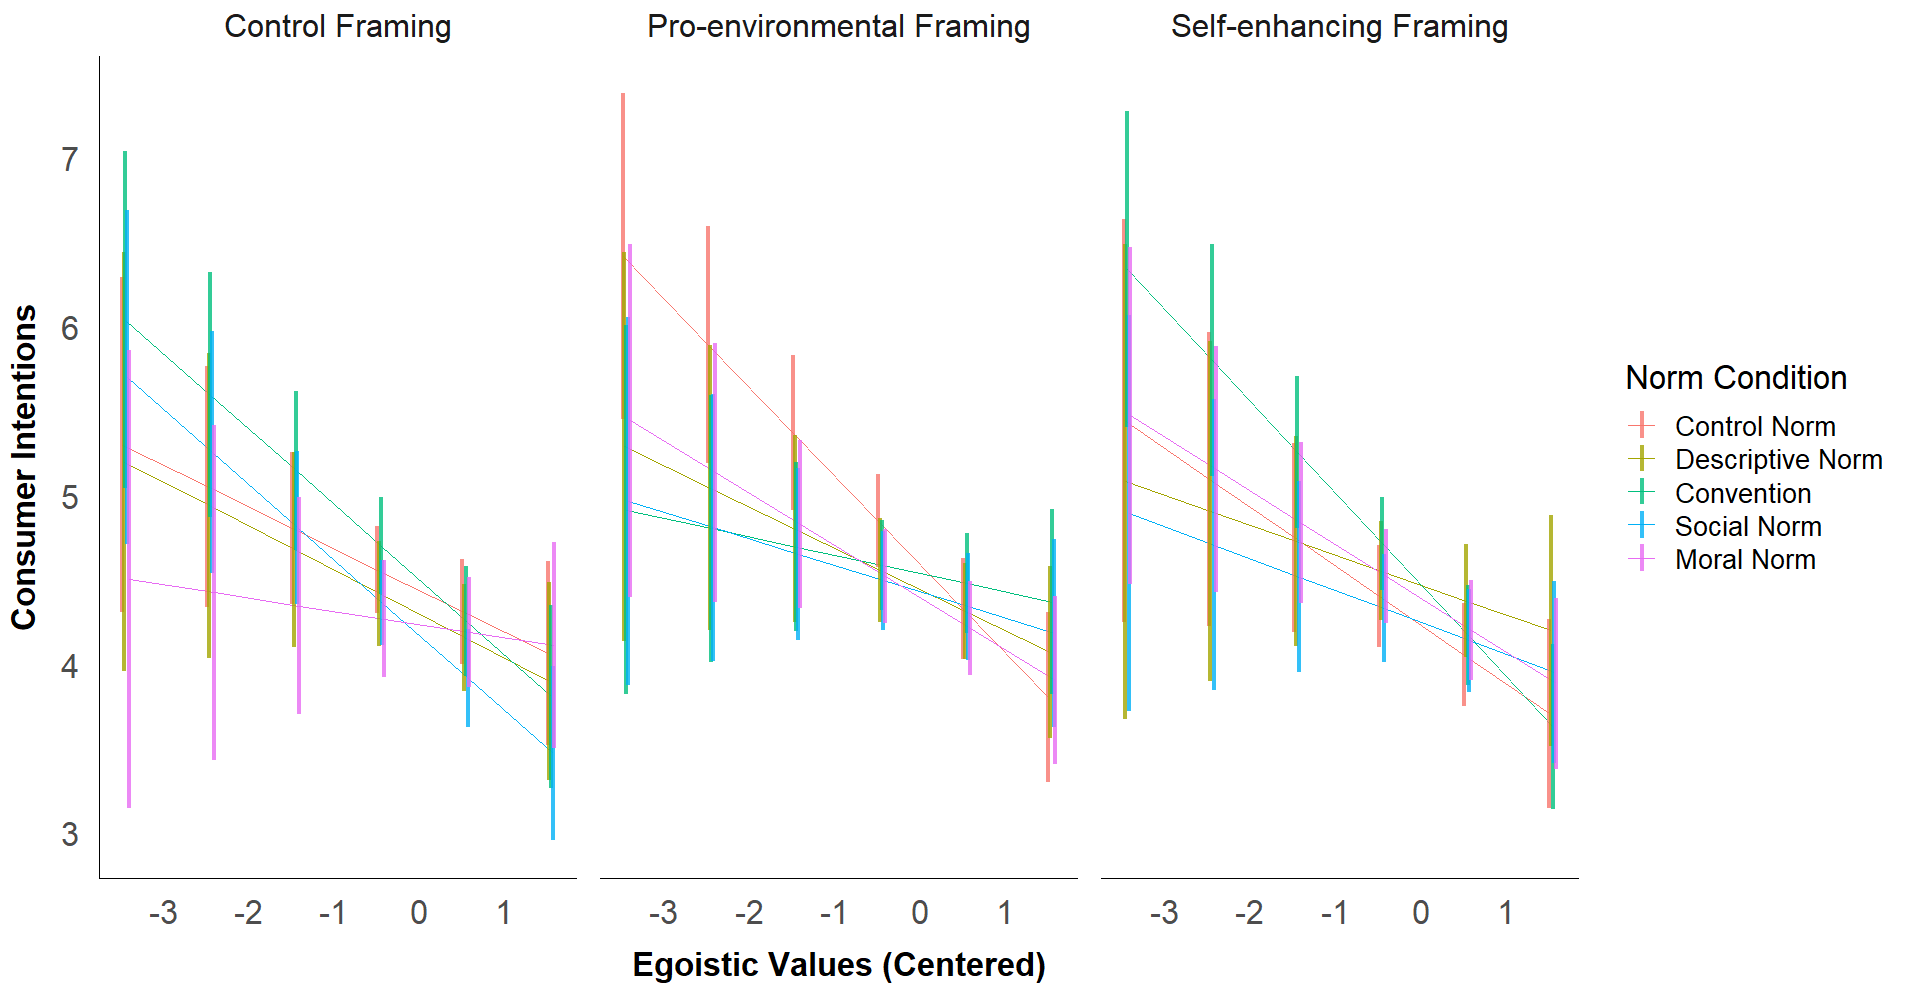 Control Framing
Pro-environmental Framing
Self-enhancing Framing
7
6
5
4
3
Consumer Intentions
-3 -2 -1 0 1
-3 -2 -1 0 1
-3 -2 -1 0 1
Egoistic Values (Centered)
Norm Condition
Control Norm
Descriptive Norm
Convention
Social Norm
Moral Norm